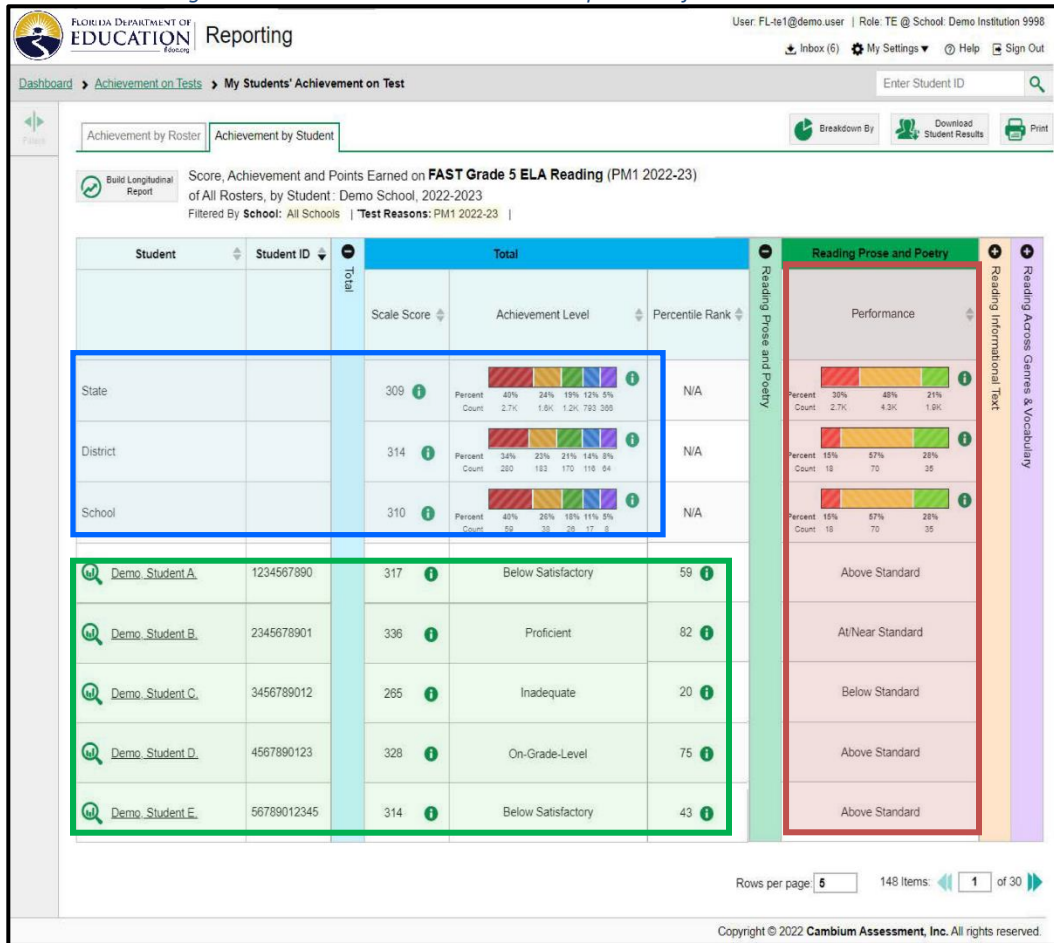 FLORIDA DEPARTMENT OF
EDUCATION
fldoe.org
Reporting
User: FL-te1@demo.user | Role: TE @ School: Demo Institution 9998
Inbox (6) My Settings Help Sign Out
Dashboard Achievement on Tests My Students' Achievement on Test
Enter Student ID
Filters
Achievement by Roster
Achievement by Student
Breakdown By
Download
Student Results
Print
Build Longitudinal
Report
Score, Achievement and Points Earned on FAST Grade 5 ELA Reading (PM1 2022-23)
of All Rosters, by Student: Demo School, 2022-2023
Filtered By School: All Schools | Test Reasons: PM1 2022-23 |
Student Student ID Total Reading Prose and Poetry
Total
Reading Prose and Poetry
Reading Informational Text
Reading Across Genres & Vocabulary
Scale Score Achievement Level Percentile Rank Performance
State 309 N/A
Percent 40% 24% 19% 12% 5%
Count 2.7K 1.6K 1.2K 793 366
Percent 30% 48% 21%
Count 2.7K 4.3K 1.9K
District 314 N/A
Percent 34% 23% 21% 14% 8%
Count 280 183 170 116 64
Percent 15% 57% 28%
Count 18 70 35
School 310 N/A
Percent 40% 26% 18% 11% 5%
Count 59 38 26 17 8
Percent 15% 57% 28%
Count 18 70 35
Demo, Student A. 1234567890 317 Below Satisfactory 59 Above Standard
Demo, Student B. 2345678901 336 Proficient 82 At/Near Standard
Demo, Student C. 3456789012 265 Inadequate 20 Below Standard
Demo, Student D. 4567890123 328 On-Grade-Level 75 Above Standard
Demo, Student E. 56789012345 314 Below Satisfactory 43 Above Standard
Rows per page: 5 148 Items: 1 of 30
Copyright © 2022 Cambium Assessment, Inc. All rights reserved.